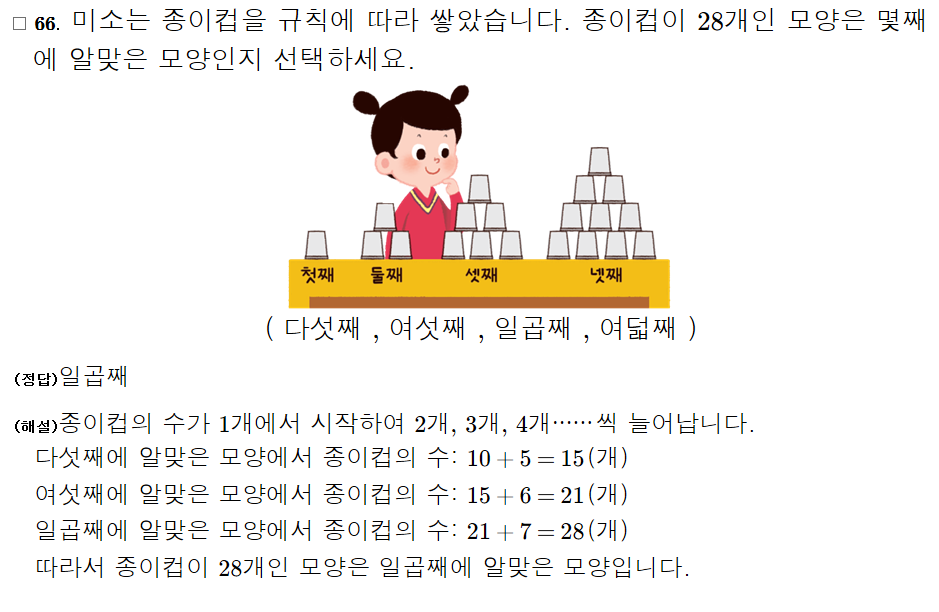 □ 66. 미소는 종이컵을 규칙에 따라 쌓았습니다. 종이컵이 28개인 모양은 몇째
에 알맞은 모양인지 선택하세요.
첫째 둘째 셋째 넷째
( 다섯째 , 여섯째 , 일곱째 , 여덟째 )
(정답)일곱째
(해설)종이컵의 수가 1개에서 시작하여 2개, 3개, 4개……씩 늘어납니다.
다섯째에 알맞은 모양에서 종이컵의 수: 10+5=15(개)
여섯째에 알맞은 모양에서 종이컵의 수: 15+6=21(개)
일곱째에 알맞은 모양에서 종이컵의 수: 21+7=28(개)
따라서 종이컵이 28개인 모양은 일곱째에 알맞은 모양입니다.